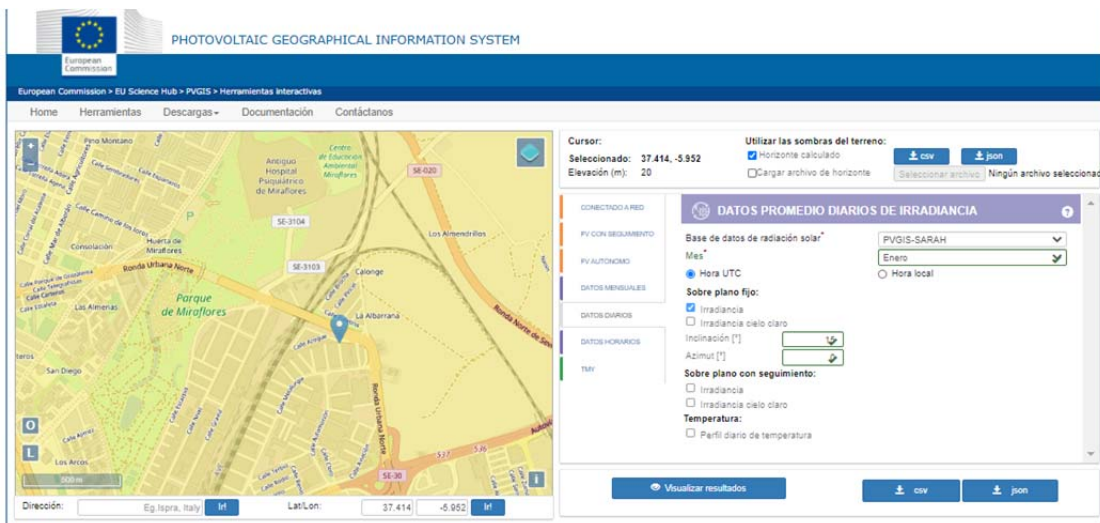 European
Commission
PHOTOVOLTAIC GEOGRAPHICAL INFORMATION SYSTEM
European Commission > EU Science Hub > PVGIS > Herramientas interactivas
Home
Herramientas
Descargas
Documentación
Contáctanos
+
-
Pino Montano
Antiguo
Hospital
Psiquiátrico
de Miraflores
Centro
de Educación
Ambiental
Miraflores
SE-020
P
SE-3104
Los Almendrillos
Consolación
Huerta de
Miraflores
Ronda Urbana Norte
SE-3103
Calonge
Las Almenas
Parque
de Miraflores
La Albarrana
San Diego
Ronda Urbana Norte
Los Arcos
O
L
500 m
SE-30
537
536
i
Dirección:
Eg.Ispra, Italy
Ir!
Lat/Lon:
37.414
-5.952
Ir!
Cursor:
Seleccionado: 37.414, -5.952
Elevación (m): 20
Utilizar las sombras del terreno:
Horizonte calculado
csv
json
Cargar archivo de horizonte
Seleccionar archivo
Ningún archivo seleccionad
CONECTADO A RED
PV CON SEGUIMIENTO
PV AUTONOMO
DATOS MENSUALES
DATOS DIARIOS
DATOS HORARIOS
TMY
DATOS PROMEDIO DIARIOS DE IRRADIANCIA
?
Base de datos de radiación solar*
PVGIS-SARAH
Mes*
Enero
Hora UTC
Hora local
Sobre plano fijo:
Irradiancia
Irradiancia cielo claro
Inclinación [°]
Azimut [°]
Sobre plano con seguimiento:
Irradiancia
Irradiancia cielo claro
Temperatura:
Perfil diario de temperatura
Visualizar resultados
csv
json